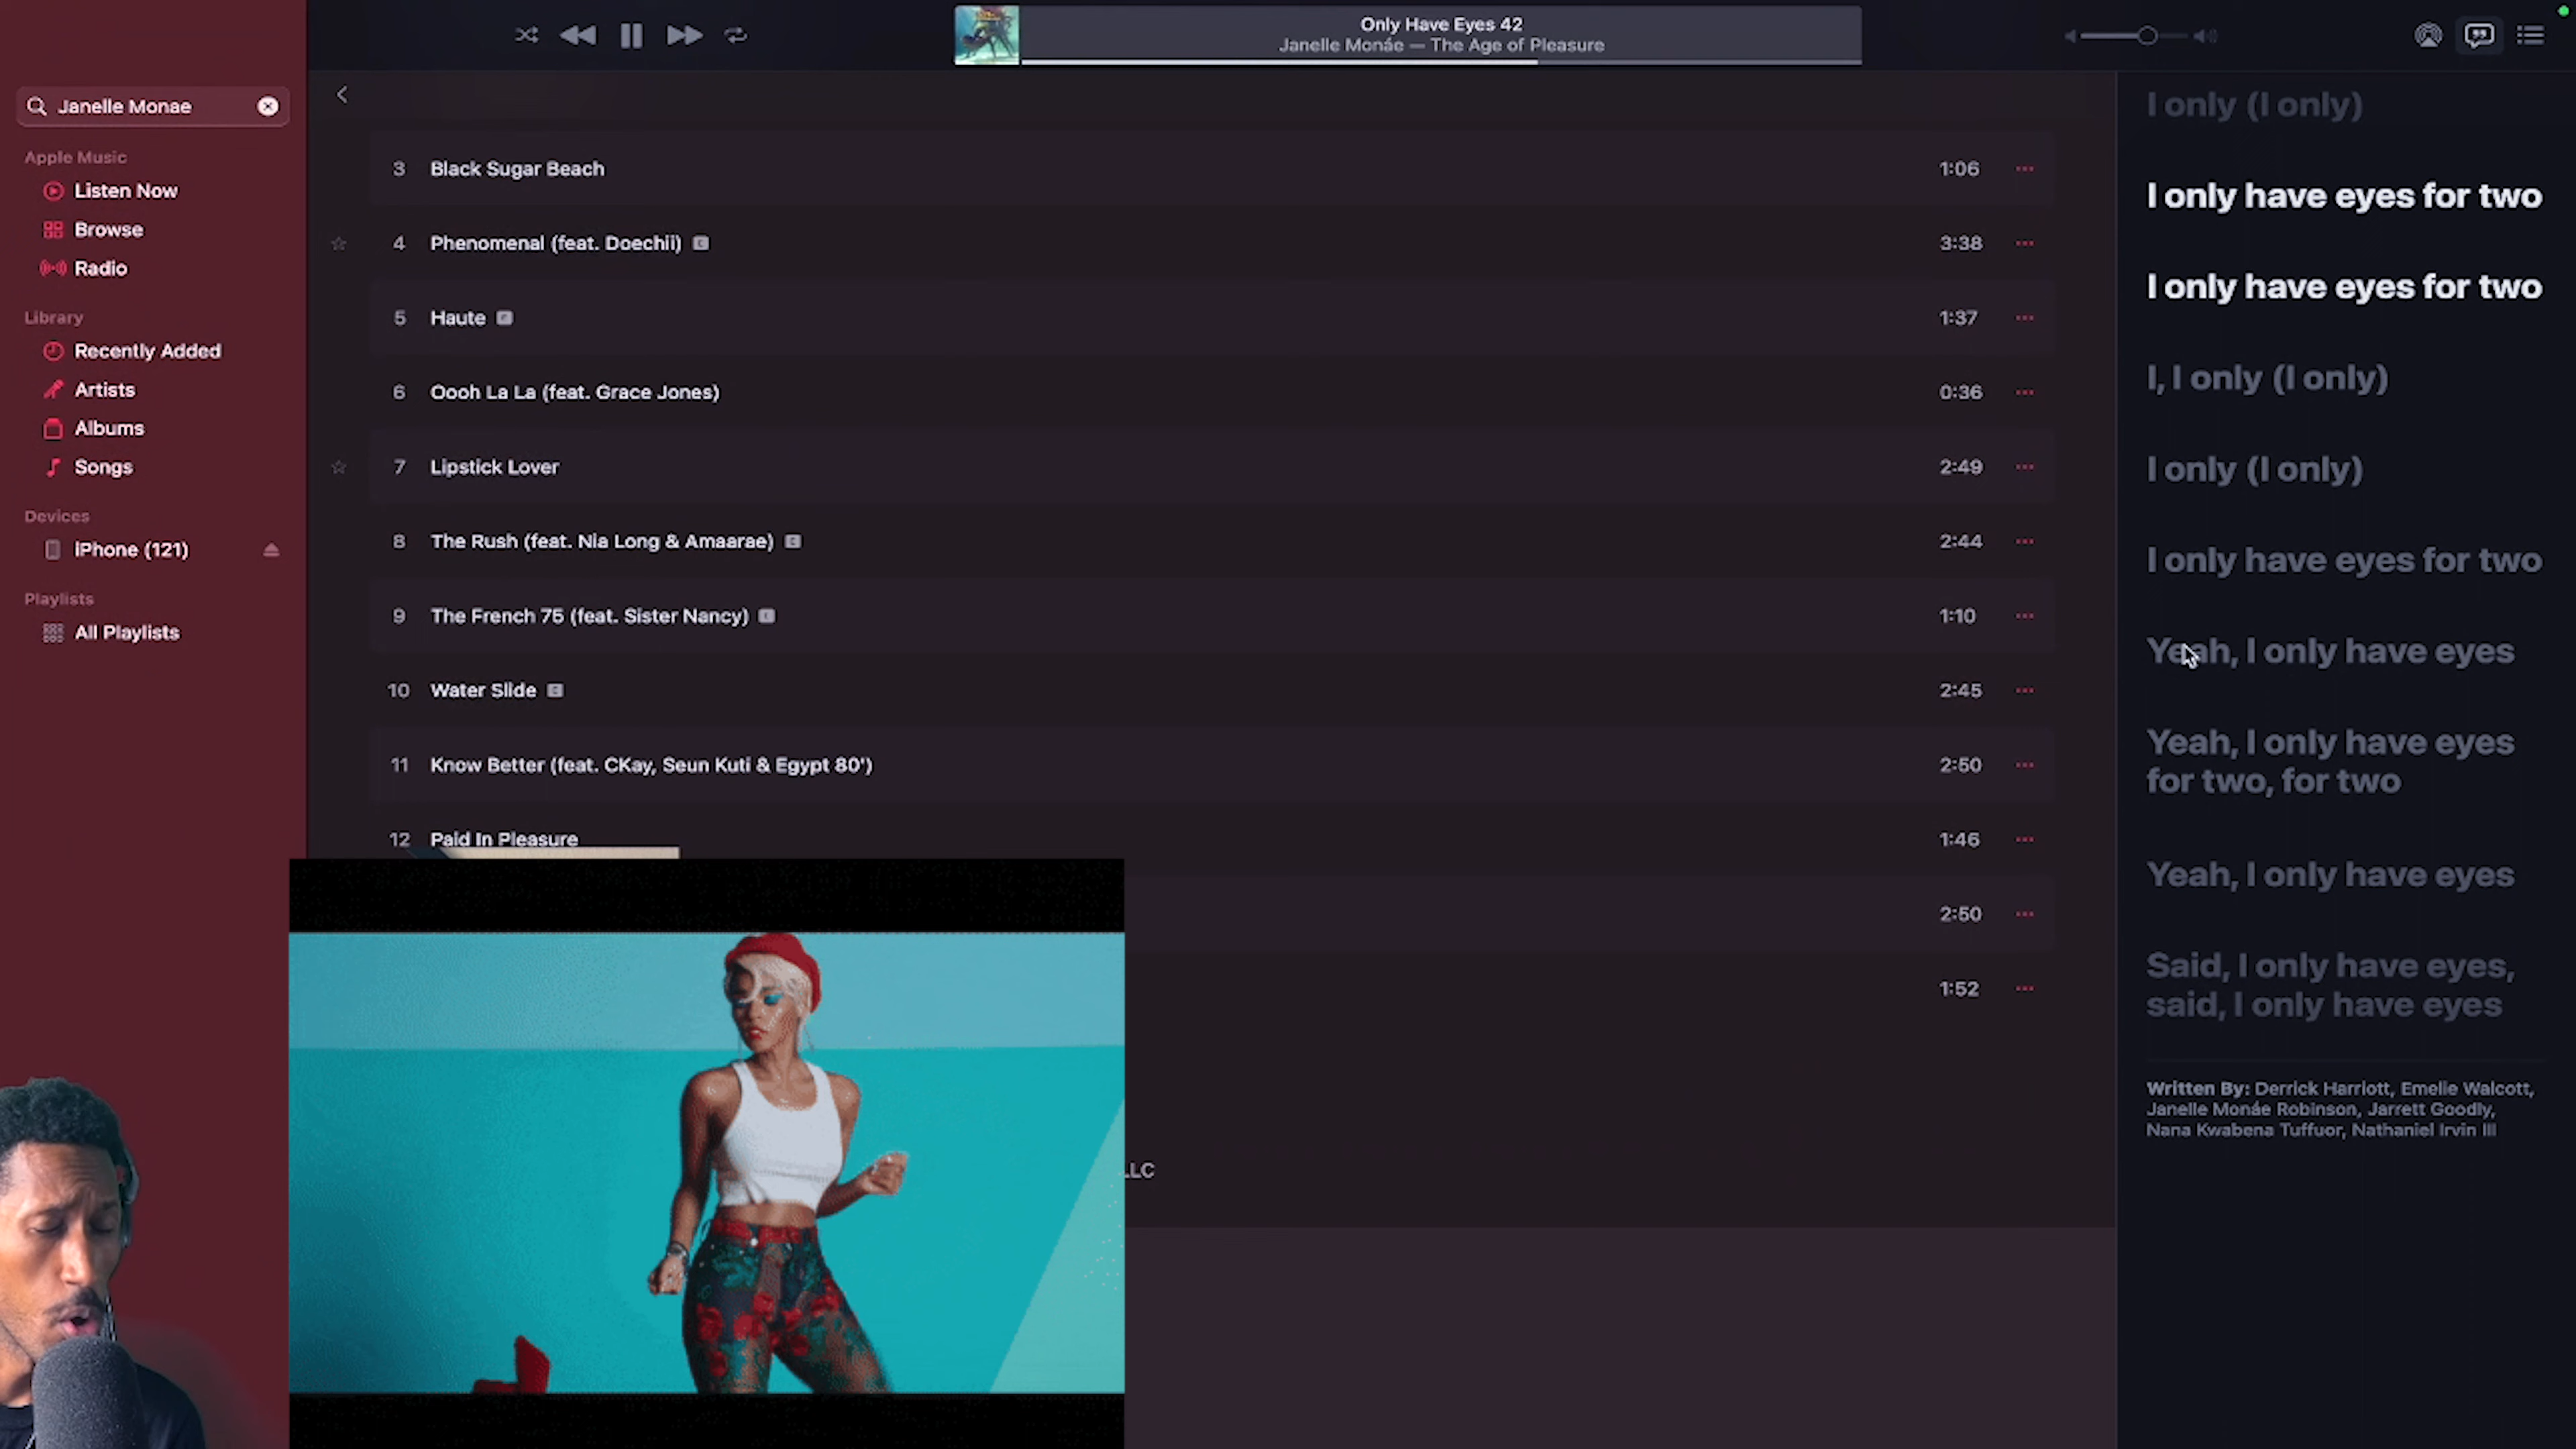 Only Have Eyes 42
Janelle Monáe — The Age of Pleasure
Janelle Monae
Apple Music
Listen Now
Browse
Radio
Library
Recently Added
Artists
Albums
Songs
Devices
iPhone (121)
Playlists
All Playlists
3 Black Sugar Beach 1:06
4 Phenomenal (feat. Doechii) E 3:38
5 Haute E 1:37
6 Oooh La La (feat. Grace Jones) 0:36
7 Lipstick Lover 2:49
8 The Rush (feat. Nia Long & Amaarae) E 2:44
9 The French 75 (feat. Sister Nancy) E 1:10
10 Water Slide E 2:45
11 Know Better (feat. CKay, Seun Kuti & Egypt 80') 2:50
12 Paid In Pleasure 1:46
2:50
1:52
LLC
I only (I only)
I only have eyes for two
I only have eyes for two
I, I only (I only)
I only (I only)
I only have eyes for two
Yeah, I only have eyes
Yeah, I only have eyes
for two, for two
Yeah, I only have eyes
Said, I only have eyes,
said, I only have eyes
Written By: Derrick Harriott, Emelie Walcott,
Janelle Monáe Robinson, Jarrett Goodly,
Nana Kwabena Tuffuor, Nathaniel Irvin III